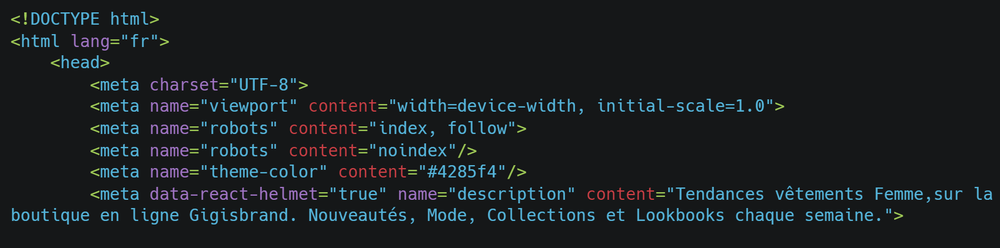 <!DOCTYPE html>
<html lang="fr">
    <head>
        <meta charset="UTF-8">
        <meta name="viewport" content="width=device-width, initial-scale=1.0">
        <meta name="robots" content="index, follow">
        <meta name="robots" content="noindex"/>
        <meta name="theme-color" content="#4285f4"/>
        <meta data-react-helmet="true" name="description" content="Tendances vêtements Femme,sur la
boutique en ligne Gigisbrand. Nouveautés, Mode, Collections et Lookbooks chaque semaine.">